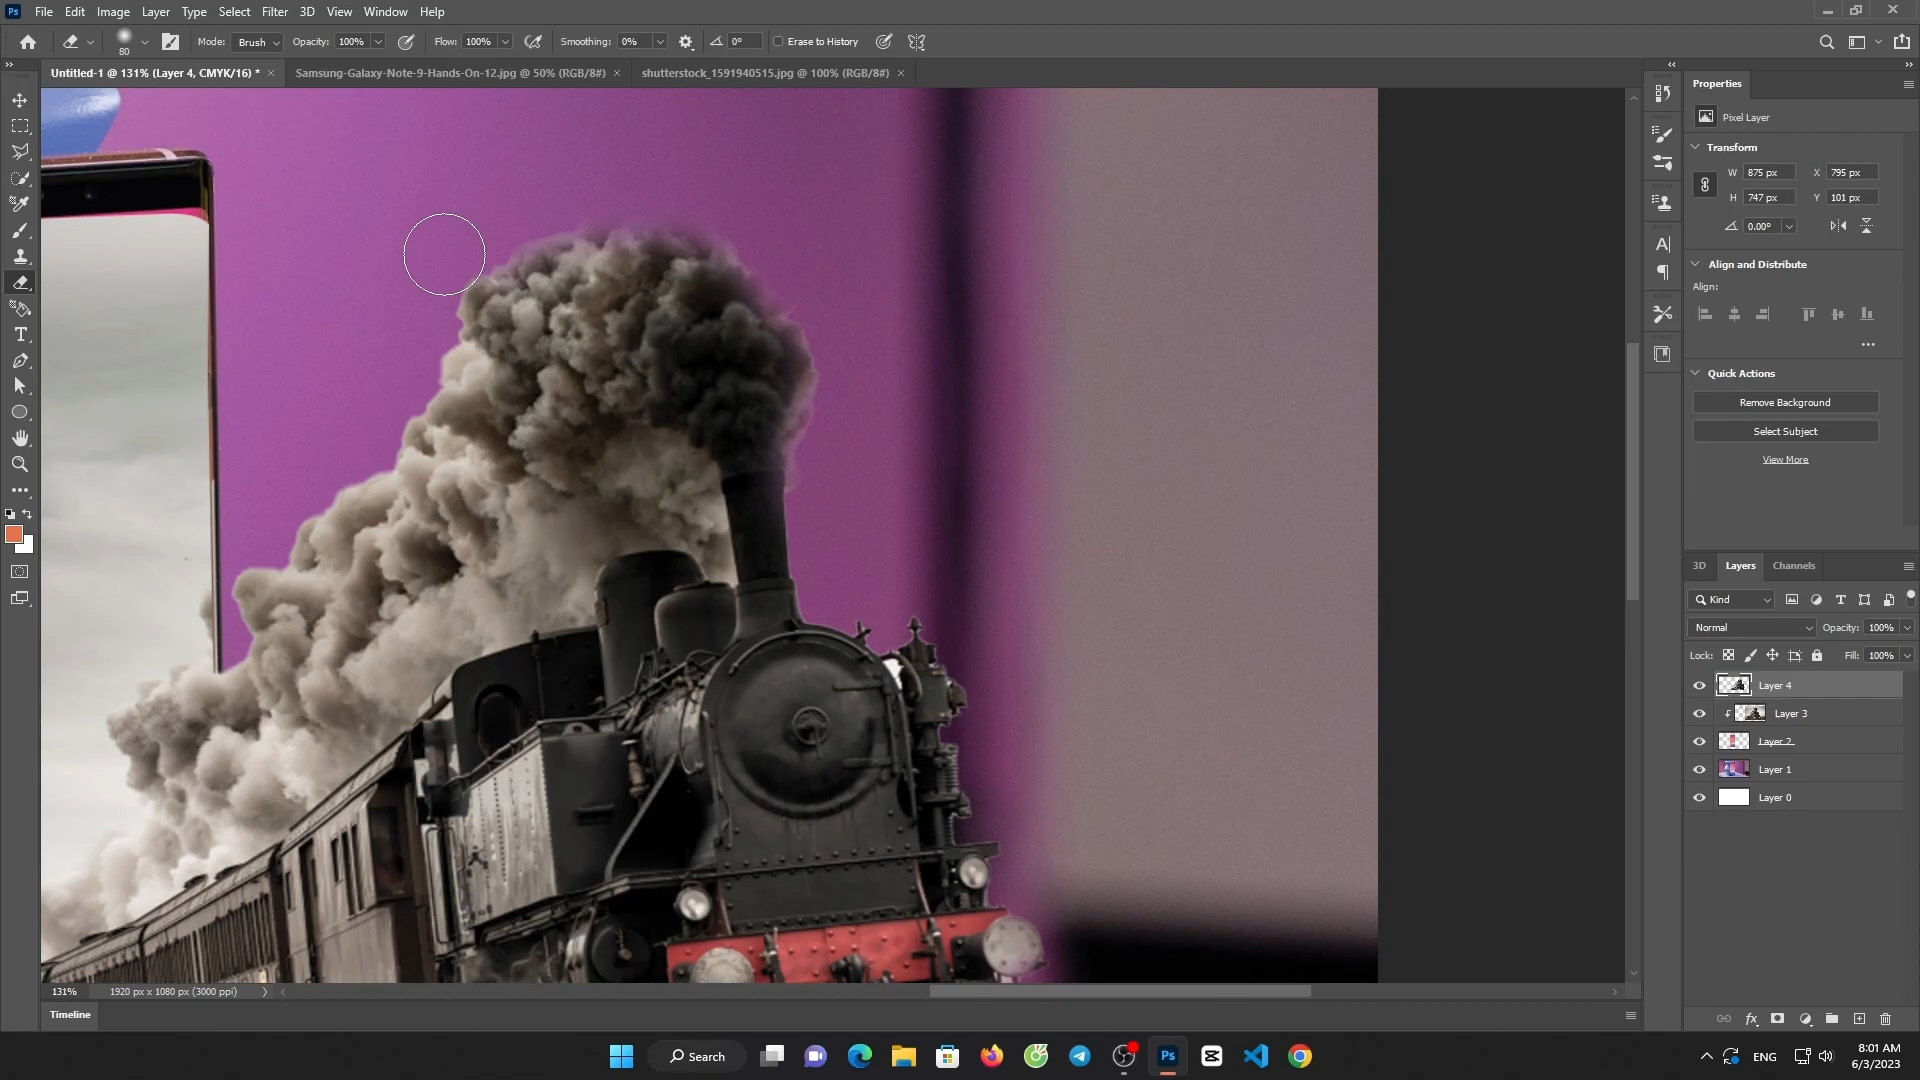 Ps File Edit Image Layer Type Select Filter 3D View Window Help
80 Mode: Brush Opacity: 100% Flow: 100% Smoothing: 0% 0° Erase to History
Untitled-1 @ 131% (Layer 4, CMYK/16) * × Samsung-Galaxy-Note-9-Hands-On-12.jpg @ 50% (RGB/8#) × shutterstock_1591940515.jpg @ 100% (RGB/8#) ×
Properties
Pixel Layer
Transform
W 875 px X 795 px
H 747 px Y 101 px
0.00°
Align and Distribute
Align:
Quick Actions
Remove Background
Select Subject
View More
3D Layers Channels
Kind
Normal Opacity: 100%
Lock: Fill: 100%
Layer 4
Layer 3
Layer 2
Layer 1
Layer 0
131% 1920 px x 1080 px (3000 ppi)
Timeline
Search
Ps
ENG
8:01 AM
6/3/2023